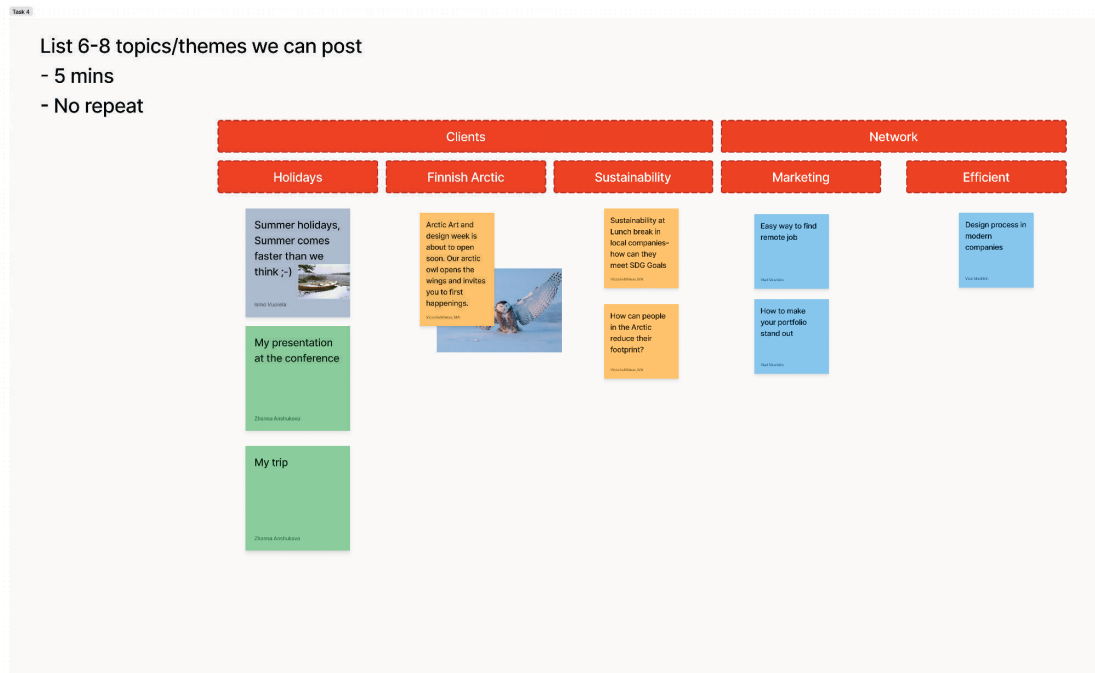 Task 4
List 6-8 topics/themes we can post
- 5 mins
- No repeat
Clients
Network
Holidays
Finnish Arctic
Sustainability
Marketing
Efficient
Summer holidays,
Summer comes
faster than we
think ;-)
My presentation
at the conference
Zhanna Anshukova
My trip
Zhanna Anshukova
Arctic Art and
design week is
about to open
soon. Our arctic
owl opens the
wings and invites
you to first
happenings.
Sustainability at
Lunch break in
local companies-
how can they
meet SDG Goals
How can people
in the Arctic
reduce their
footprint?
Easy way to find
remote job
How to make
your portfolio
stand out
Design process in
modern
companies